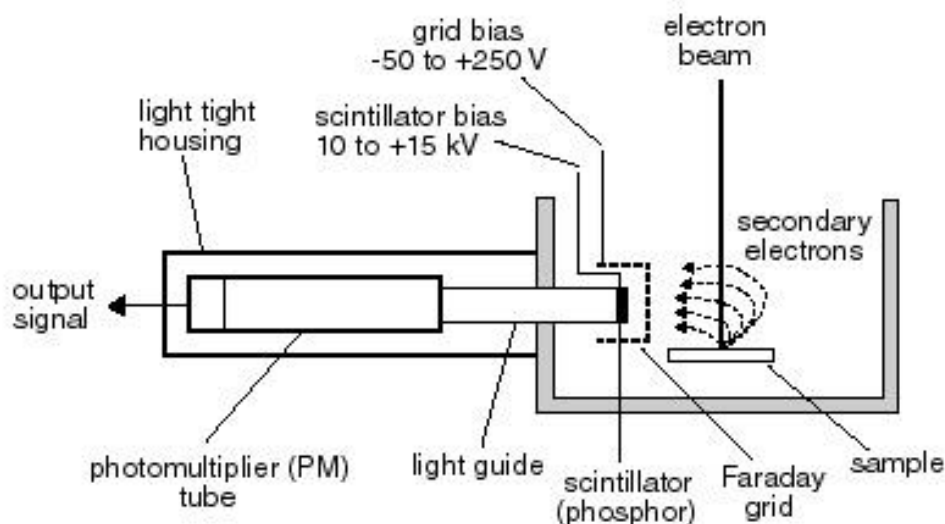 grid bias
-50 to +250 V
electron
beam
light tight
housing
scintillator bias
10 to +15 kV
secondary
electrons
output
signal
photomultiplier (PM)
tube
light guide
scintillator
(phosphor)
Faraday
grid
sample